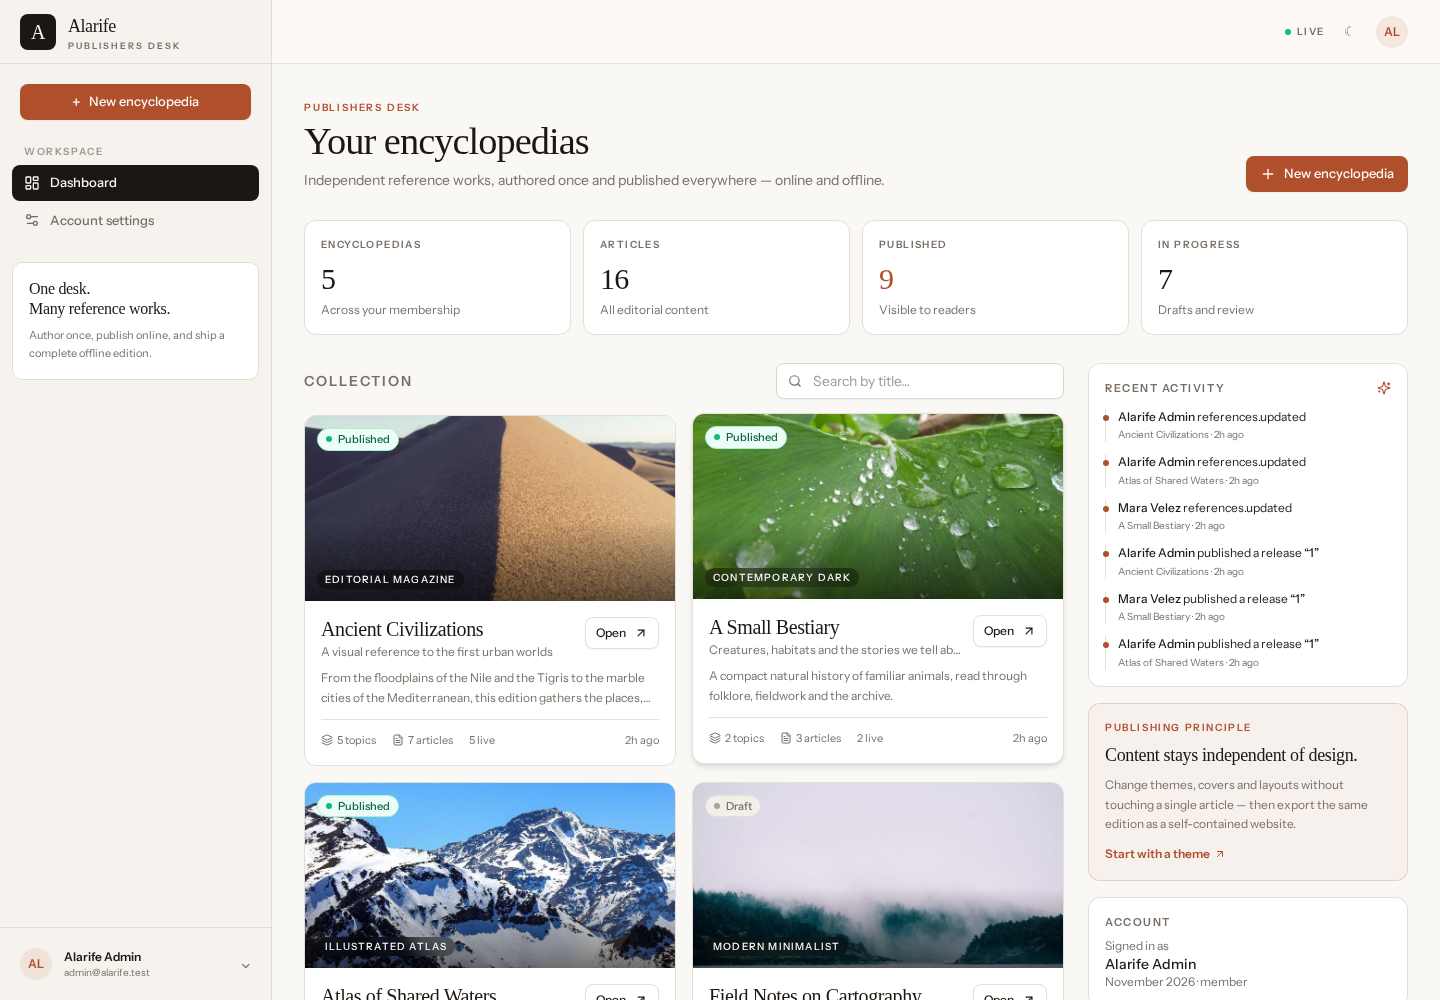 A
Alarife
PUBLISHERS DESK
LIVE
AL
+ New encyclopedia
WORKSPACE
Dashboard
Account settings
One desk.
Many reference works.
Author once, publish online, and ship a
complete offline edition.
AL
Alarife Admin
admin@alarife.test
PUBLISHERS DESK
Your encyclopedias
Independent reference works, authored once and published everywhere — online and offline.
+ New encyclopedia
ENCYCLOPEDIAS
5
Across your membership
ARTICLES
16
All editorial content
PUBLISHED
9
Visible to readers
IN PROGRESS
7
Drafts and review
COLLECTION
Search by title...
Published
EDITORIAL MAGAZINE
Ancient Civilizations
Open
A visual reference to the first urban worlds
From the floodplains of the Nile and the Tigris to the marble
cities of the Mediterranean, this edition gathers the places,...
5 topics 7 articles 5 live 2h ago
Published
CONTEMPORARY DARK
A Small Bestiary
Open
Creatures, habitats and the stories we tell ab...
A compact natural history of familiar animals, read through
folklore, fieldwork and the archive.
2 topics 3 articles 2 live 2h ago
Published
ILLUSTRATED ATLAS
Atlas of Shared Waters
Open
Draft
MODERN MINIMALIST
Field Notes on Cartography
Open
RECENT ACTIVITY
Alarife Admin references.updated
Ancient Civilizations · 2h ago
Alarife Admin references.updated
Atlas of Shared Waters · 2h ago
Mara Velez references.updated
A Small Bestiary · 2h ago
Alarife Admin published a release “1”
Ancient Civilizations · 2h ago
Mara Velez published a release “1”
A Small Bestiary · 2h ago
Alarife Admin published a release “1”
Atlas of Shared Waters · 2h ago
PUBLISHING PRINCIPLE
Content stays independent of design.
Change themes, covers and layouts without
touching a single article — then export the same
edition as a self-contained website.
Start with a theme
ACCOUNT
Signed in as
Alarife Admin
November 2026 · member